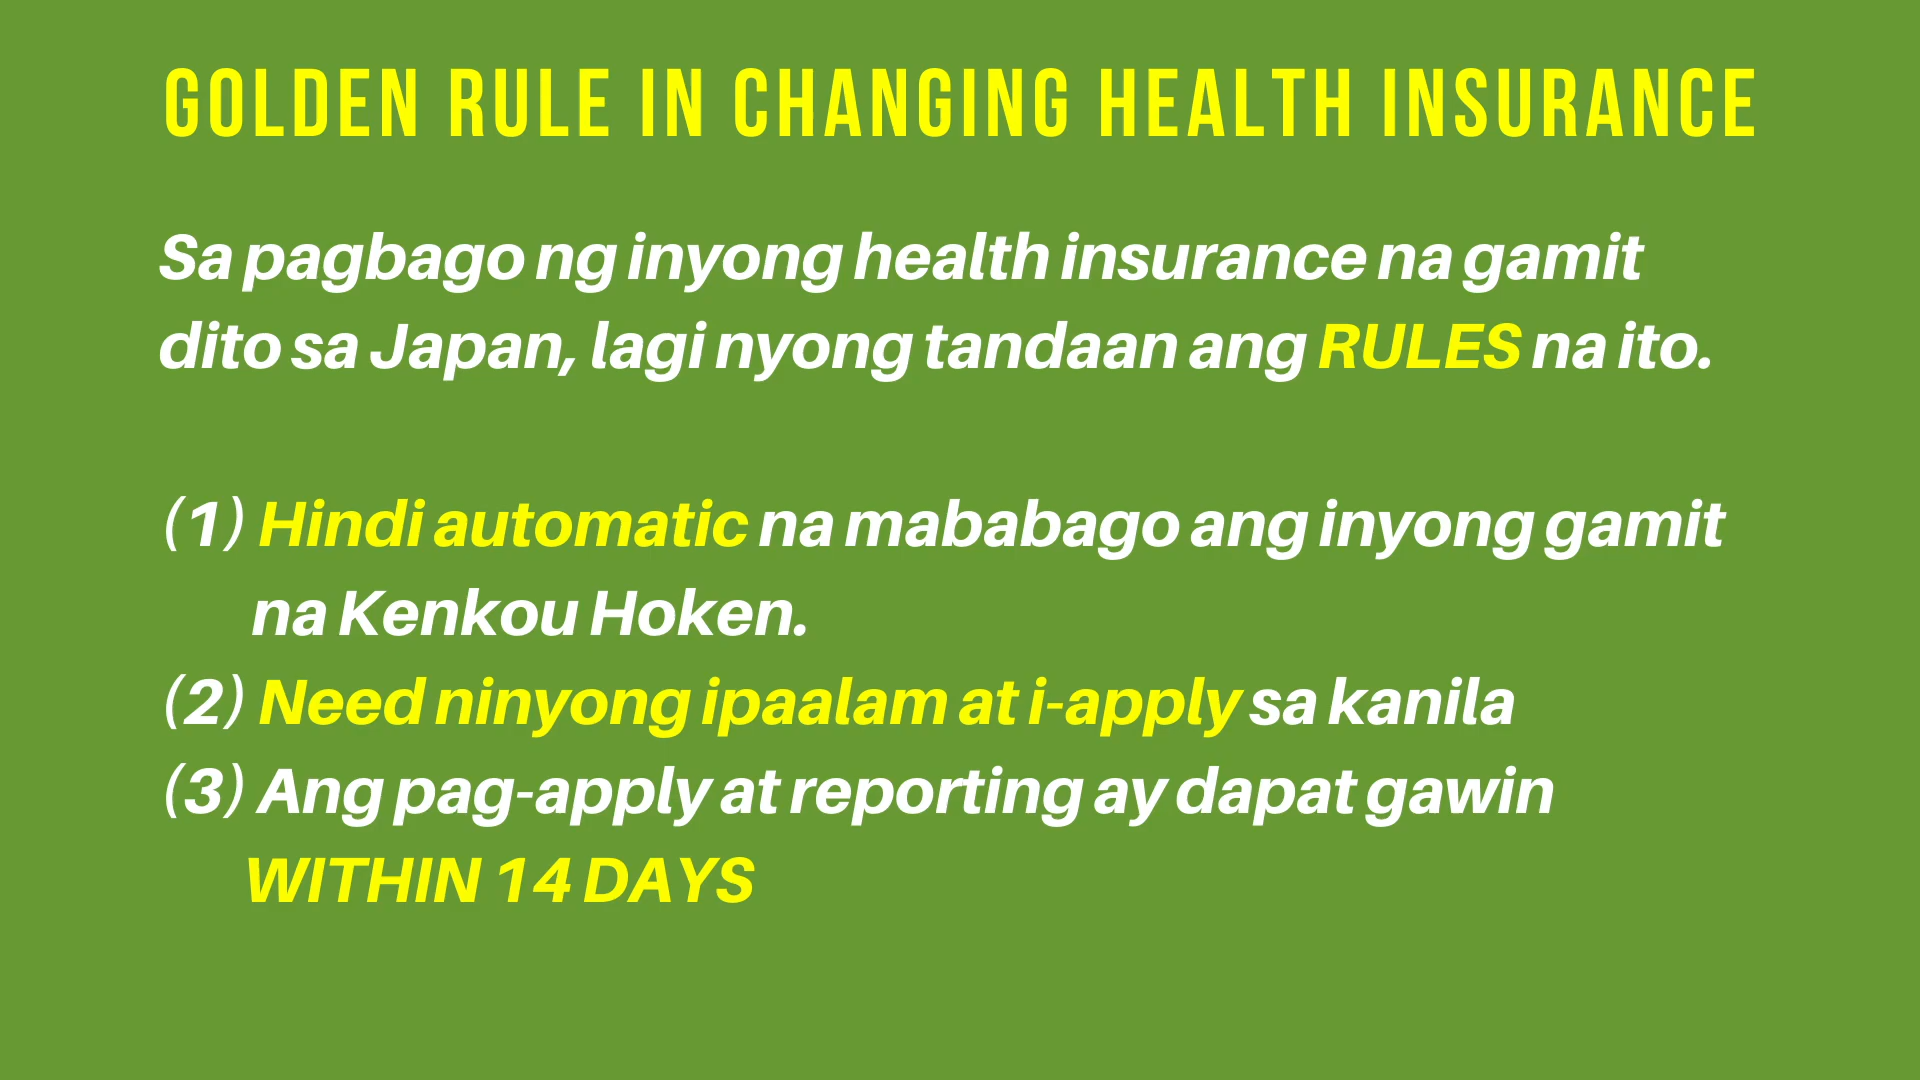 GOLDEN RULE IN CHANGING HEALTH INSURANCE
Sa pagbago ng inyong health insurance na gamit
dito sa Japan, lagi nyong tandaan ang RULES na ito.
(1) Hindi automatic na mababago ang inyong gamit
na Kenkou Hoken.
(2) Need ninyong ipaalam at i-apply sa kanila
(3) Ang pag-apply at reporting ay dapat gawin
WITHIN 14 DAYS